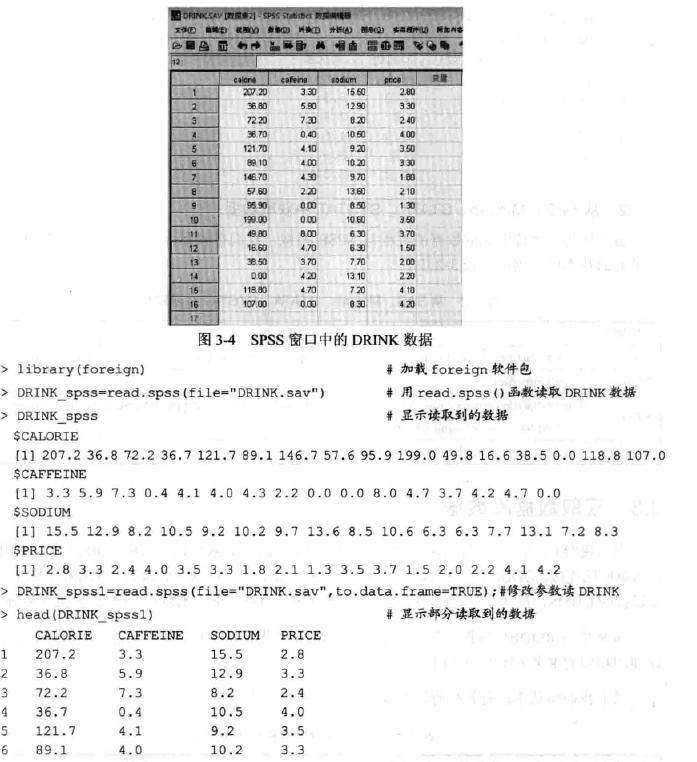 DRINK.SAV [数据集2] - SPSS Statistics 数据编辑器
文件(F) 编辑(E) 视图(V) 数据(D) 转换(T) 分析(A) 图形(G) 实用程序(U) 附加内容
12 :
calorie caffeine sodium price 变量
1 207.20 3.30 15.50 2.80
2 36.80 5.90 12.90 3.30
3 72.20 7.30 8.20 2.40
4 36.70 0.40 10.50 4.00
5 121.70 4.10 9.20 3.50
6 89.10 4.00 10.20 3.30
7 146.70 4.30 9.70 1.80
8 57.60 2.20 13.60 2.10
9 95.90 0.00 8.50 1.30
10 199.00 0.00 10.60 3.50
11 49.80 8.00 6.30 3.70
12 16.60 4.70 6.30 1.50
13 38.50 3.70 7.70 2.00
14 0.00 4.20 13.10 2.20
15 118.80 4.70 7.20 4.10
16 107.00 0.00 8.30 4.20
17
图 3-4 SPSS 窗口中的 DRINK 数据
> library(foreign) # 加载 foreign 软件包
> DRINK_spss=read.spss(file="DRINK.sav") # 用 read.spss()函数读取 DRINK 数据
> DRINK_spss # 显示读取到的数据
$CALORIE
[1] 207.2 36.8 72.2 36.7 121.7 89.1 146.7 57.6 95.9 199.0 49.8 16.6 38.5 0.0 118.8 107.0
$CAFFEINE
[1] 3.3 5.9 7.3 0.4 4.1 4.0 4.3 2.2 0.0 0.0 8.0 4.7 3.7 4.2 4.7 0.0
$SODIUM
[1] 15.5 12.9 8.2 10.5 9.2 10.2 9.7 13.6 8.5 10.6 6.3 6.3 7.7 13.1 7.2 8.3
$PRICE
[1] 2.8 3.3 2.4 4.0 3.5 3.3 1.8 2.1 1.3 3.5 3.7 1.5 2.0 2.2 4.1 4.2
> DRINK_spss1=read.spss(file="DRINK.sav",to.data.frame=TRUE);#修改参数读 DRINK
> head(DRINK_spss1) # 显示部分读取到的数据
CALORIE CAFFEINE SODIUM PRICE
1 207.2 3.3 15.5 2.8
2 36.8 5.9 12.9 3.3
3 72.2 7.3 8.2 2.4
4 36.7 0.4 10.5 4.0
5 121.7 4.1 9.2 3.5
6 89.1 4.0 10.2 3.3